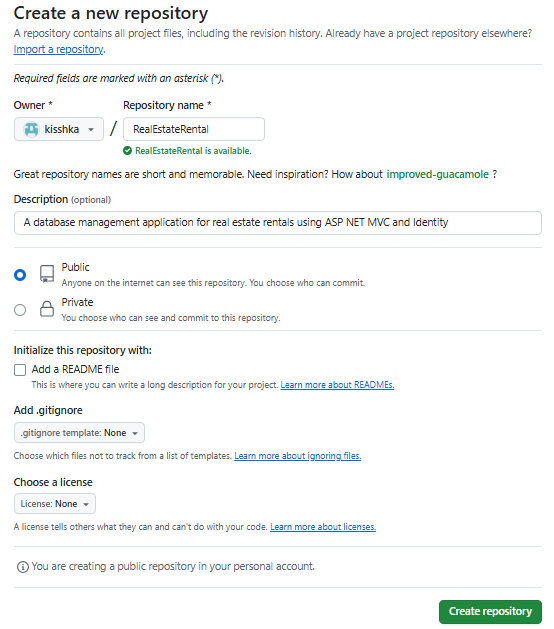 Create a new repository
A repository contains all project files, including the revision history. Already have a project repository elsewhere?
Import a repository.
Required fields are marked with an asterisk (*).
Owner * Repository name *
kisshka / RealEstateRental
RealEstateRental is available.
Great repository names are short and memorable. Need inspiration? How about improved-guacamole ?
Description (optional)
A database management application for real estate rentals using ASP NET MVC and Identity
Public
Anyone on the internet can see this repository. You choose who can commit.
Private
You choose who can see and commit to this repository.
Initialize this repository with:
Add a README file
This is where you can write a long description for your project. Learn more about READMEs.
Add .gitignore
.gitignore template: None
Choose which files not to track from a list of templates. Learn more about ignoring files.
Choose a license
License: None
A license tells others what they can and can't do with your code. Learn more about licenses.
You are creating a public repository in your personal account.
Create repository